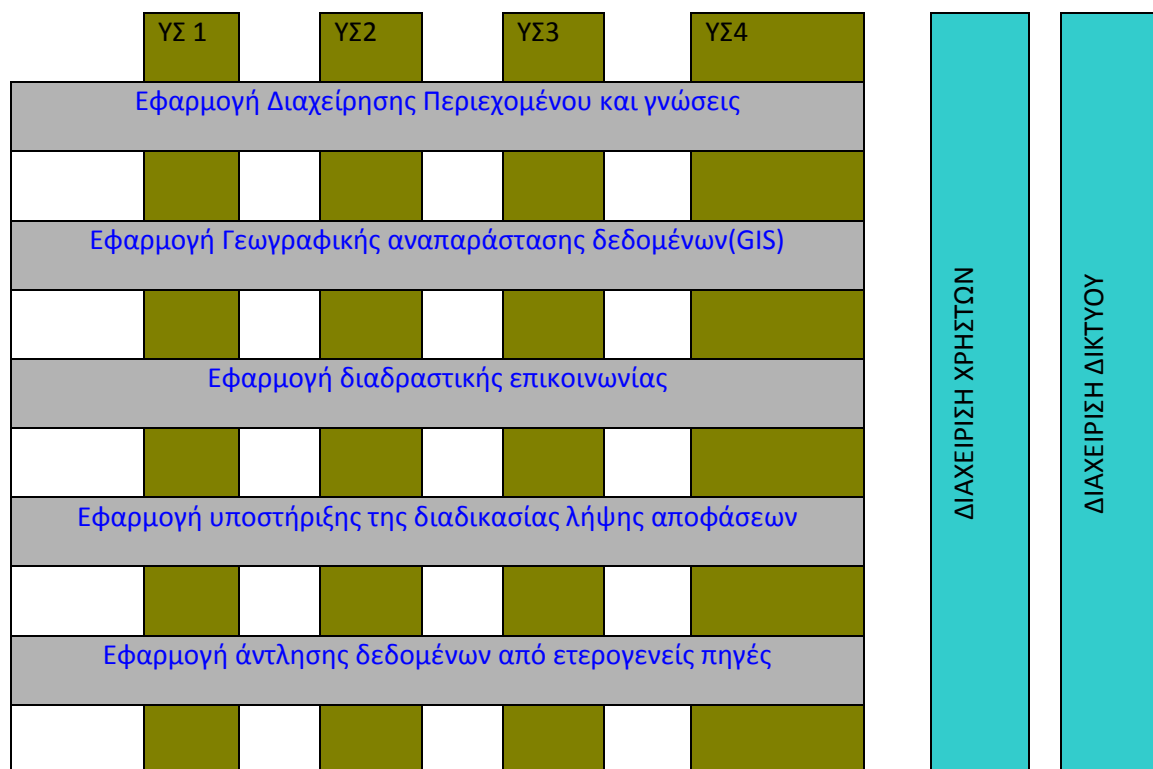 ΥΣ 1 ΥΣ2 ΥΣ3 ΥΣ4
Εφαρμογή Διαχείρησης Περιεχομένου και γνώσεις
Εφαρμογή Γεωγραφικής αναπαράστασης δεδομένων(GIS)
Εφαρμογή διαδραστικής επικοινωνίας
Εφαρμογή υποστήριξης της διαδικασίας λήψης αποφάσεων
Εφαρμογή άντλησης δεδομένων από ετερογενείς πηγές
ΔΙΑΧΕΙΡΙΣΗ ΧΡΗΣΤΩΝ
ΔΙΑΧΕΙΡΙΣΗ ΔΙΚΤΥΟΥ